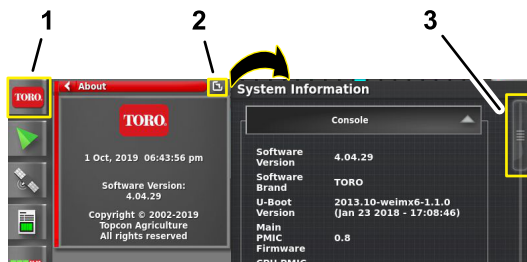 1
2
3
TORO.
About
TORO.
1 Oct, 2019 06:43:56 pm
Software Version:
4.04.29
Copyright © 2002-2019
Topcon Agriculture
All rights reserved
System Information
Console
Software
Version
4.04.29
Software
Brand
TORO
U-Boot
Version
2013.10-weimx6-1.1.0
(Jan 23 2018 - 17:08:46)
Main
PMIC
Firmware
0.8